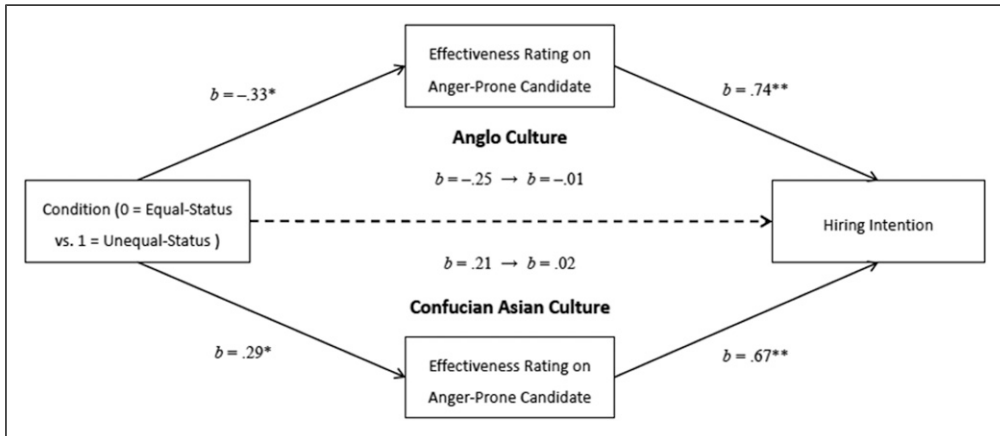 Effectiveness Rating on
Anger-Prone Candidate
b = –.33*
b = .74**
Anglo Culture
b = –.25 → b = –.01
Condition (0 = Equal-Status
vs. 1 = Unequal-Status )
Hiring Intention
b = .21 → b = .02
Confucian Asian Culture
b = .29*
b = .67**
Effectiveness Rating on
Anger-Prone Candidate